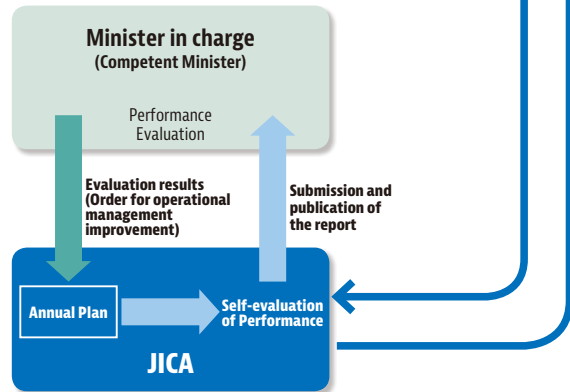 Minister in charge
(Competent Minister)
Performance
Evaluation
Evaluation results
(Order for operational
management
improvement)
Submission and
publication of
the report
Annual Plan
Self-evaluation
of Performance
JICA